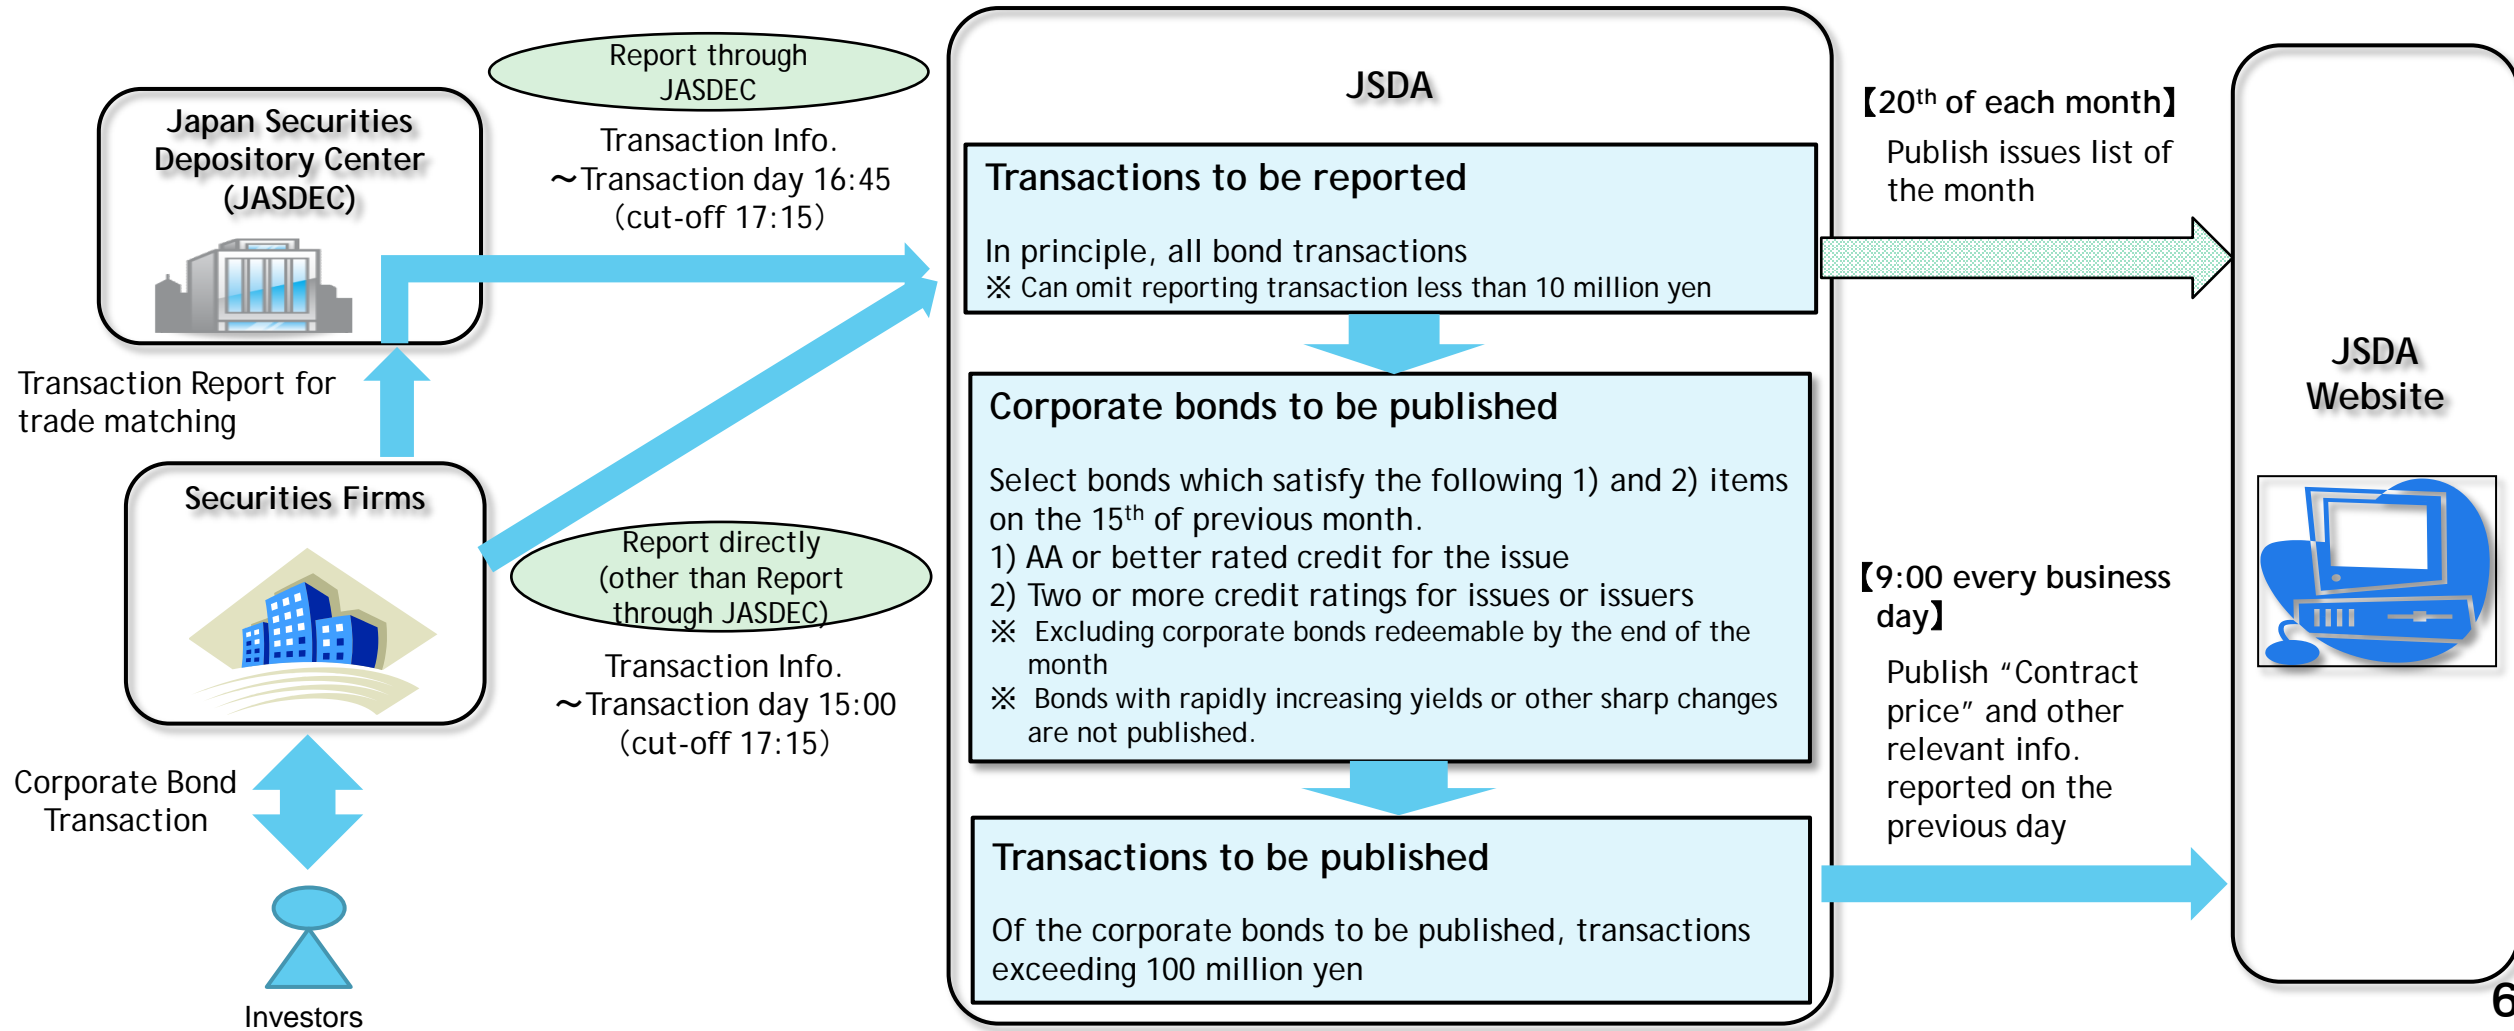 Report through
JASDEC
Japan Securities
Depository Center
(JASDEC)
Transaction Info.
～Transaction day 16:45
（cut-off 17:15）
Transaction Report for
trade matching
Securities Firms
Report directly
(other than Report
through JASDEC)
Transaction Info.
～Transaction day 15:00
（cut-off 17:15）
Corporate Bond
Transaction
Investors
JSDA
Transactions to be reported
In principle, all bond transactions
※ Can omit reporting transaction less than 10 million yen
Corporate bonds to be published
Select bonds which satisfy the following 1) and 2) items
on the 15th of previous month.
1) AA or better rated credit for the issue
2) Two or more credit ratings for issues or issuers
※ Excluding corporate bonds redeemable by the end of the
month
※ Bonds with rapidly increasing yields or other sharp changes
are not published.
Transactions to be published
Of the corporate bonds to be published, transactions
exceeding 100 million yen
【20th of each month】
Publish issues list of
the month
【9:00 every business
day】
Publish “Contract
price” and other
relevant info.
reported on the
previous day
JSDA
Website
6